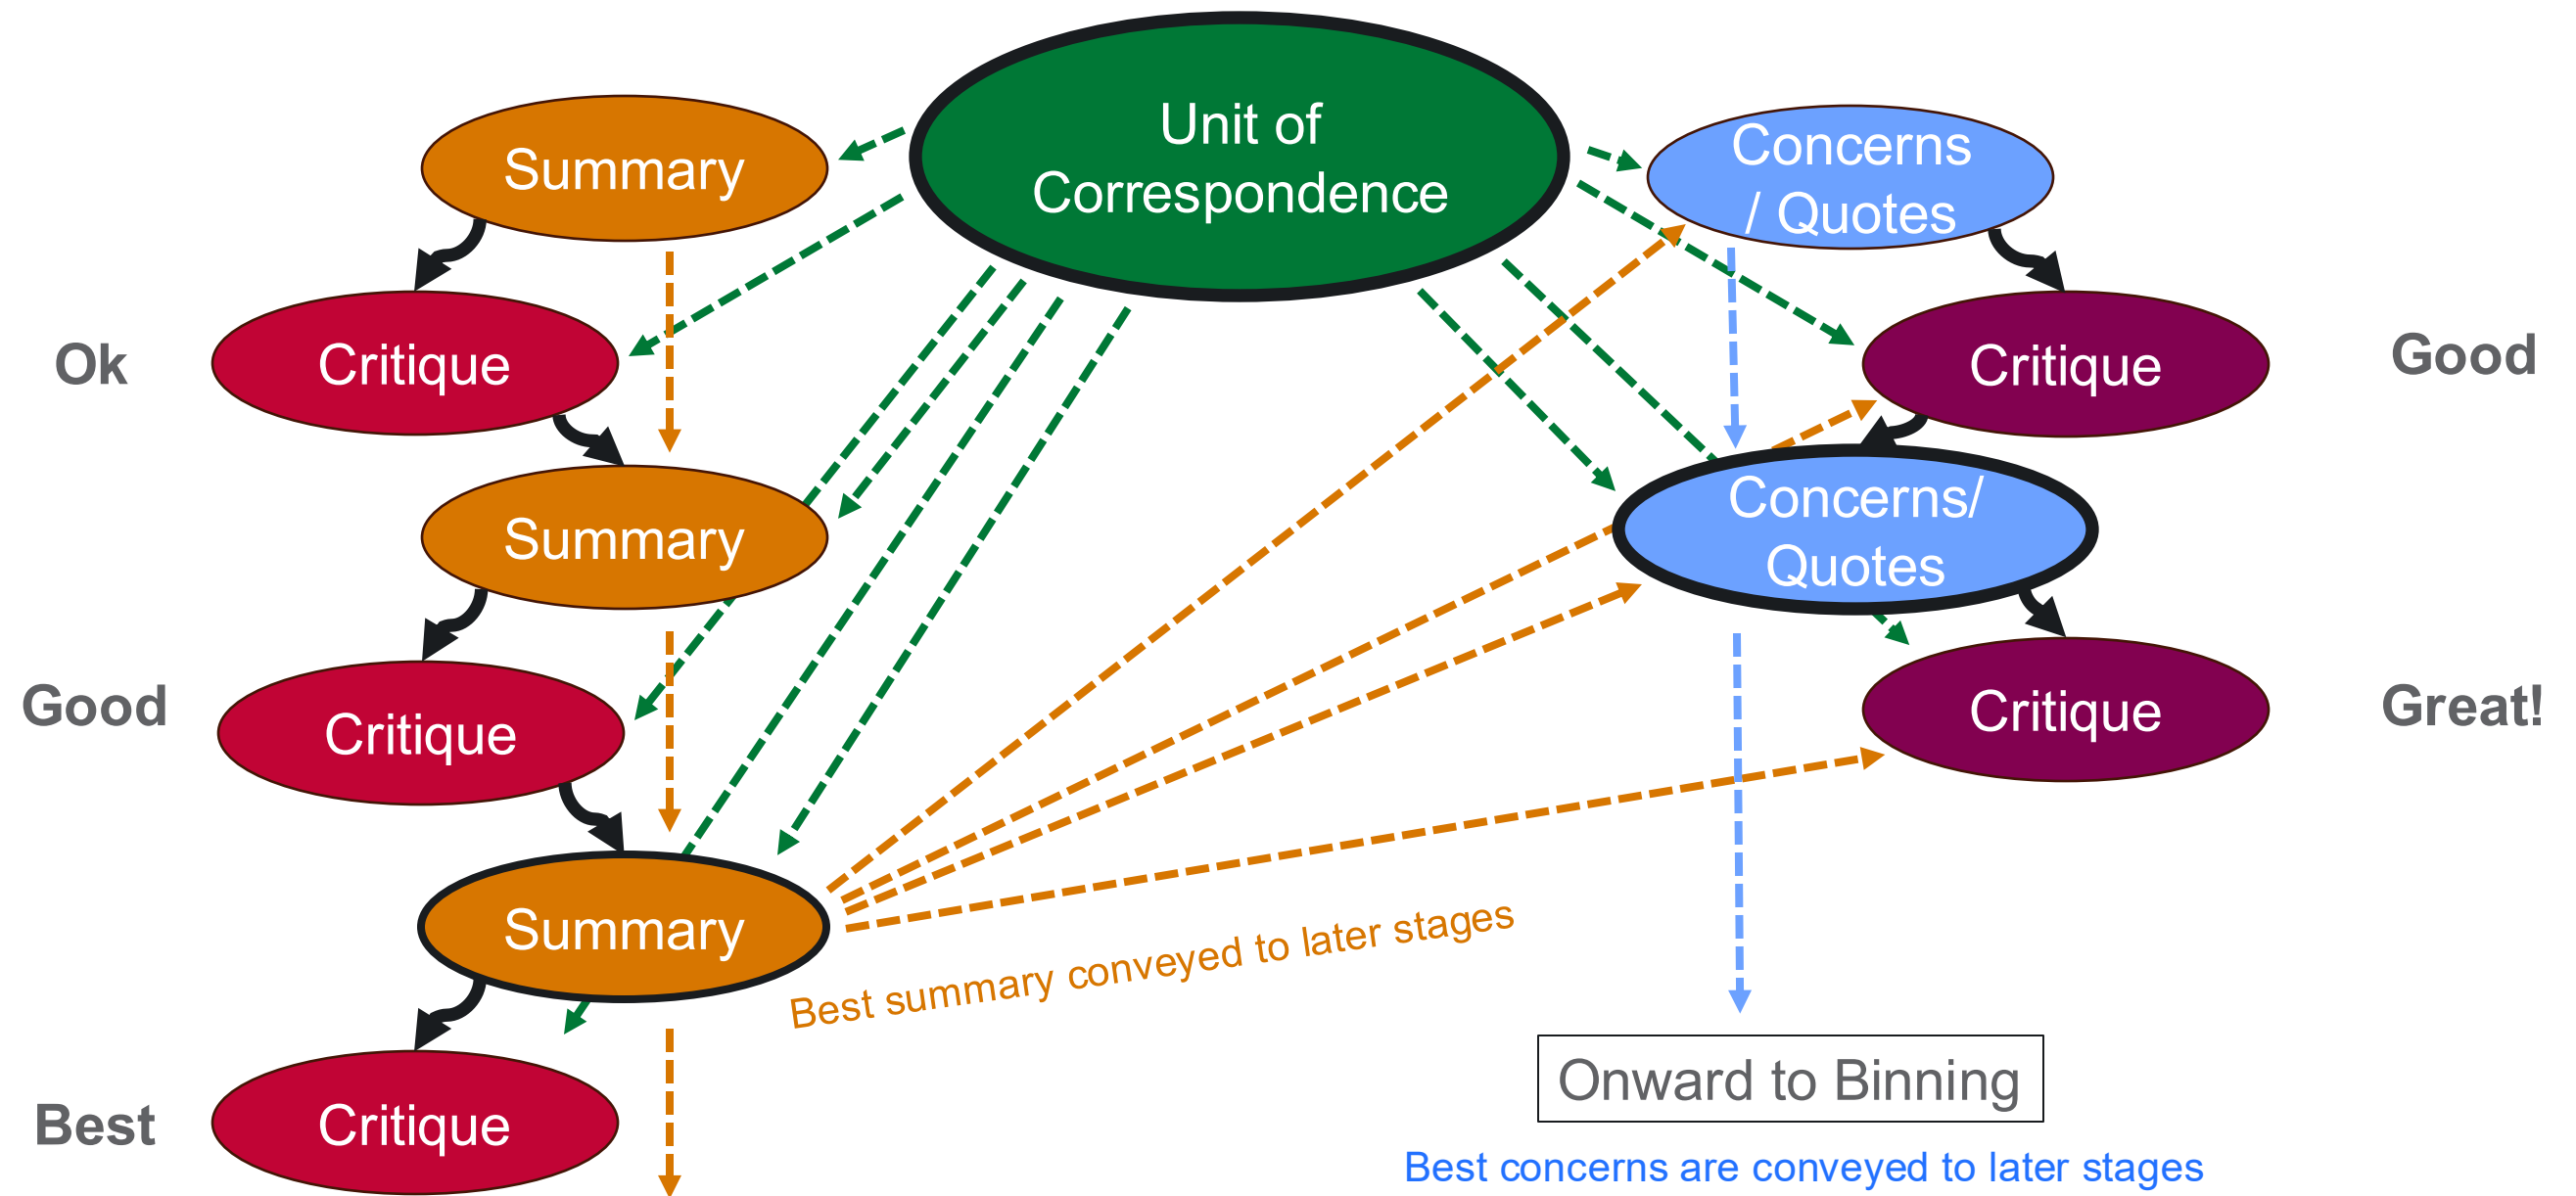 Unit of
Correspondence
Summary
Critique
Ok
Summary
Critique
Good
Summary
Critique
Best
Best summary conveyed to later stages
Concerns
/ Quotes
Critique
Good
Concerns/
Quotes
Critique
Great!
Onward to Binning
Best concerns are conveyed to later stages